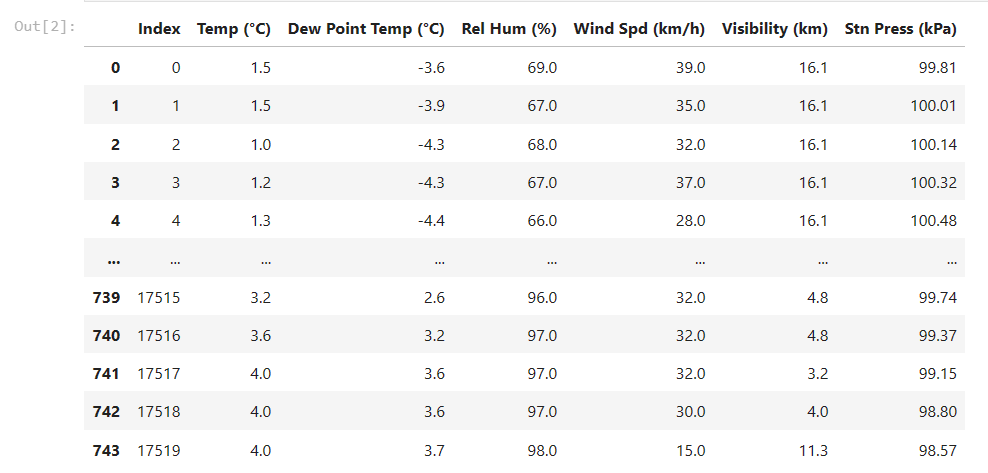 Out[2]:
Index Temp (°C) Dew Point Temp (°C) Rel Hum (%) Wind Spd (km/h) Visibility (km) Stn Press (kPa)
0 0 1.5 -3.6 69.0 39.0 16.1 99.81
1 1 1.5 -3.9 67.0 35.0 16.1 100.01
2 2 1.0 -4.3 68.0 32.0 16.1 100.14
3 3 1.2 -4.3 67.0 37.0 16.1 100.32
4 4 1.3 -4.4 66.0 28.0 16.1 100.48
... ... ... ... ... ... ... ...
739 17515 3.2 2.6 96.0 32.0 4.8 99.74
740 17516 3.6 3.2 97.0 32.0 4.8 99.37
741 17517 4.0 3.6 97.0 32.0 3.2 99.15
742 17518 4.0 3.6 97.0 30.0 4.0 98.80
743 17519 4.0 3.7 98.0 15.0 11.3 98.57